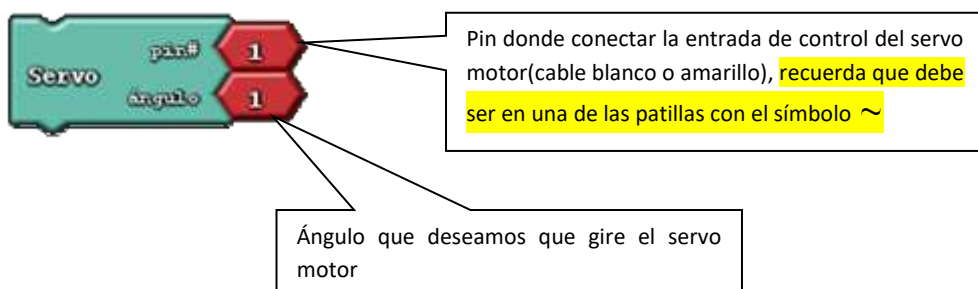 pin# 1
Servo
ángulo 1
Pin donde conectar la entrada de control del servo
motor(cable blanco o amarillo), recuerda que debe
ser en una de las patillas con el símbolo ~
Ángulo que deseamos que gire el servo
motor